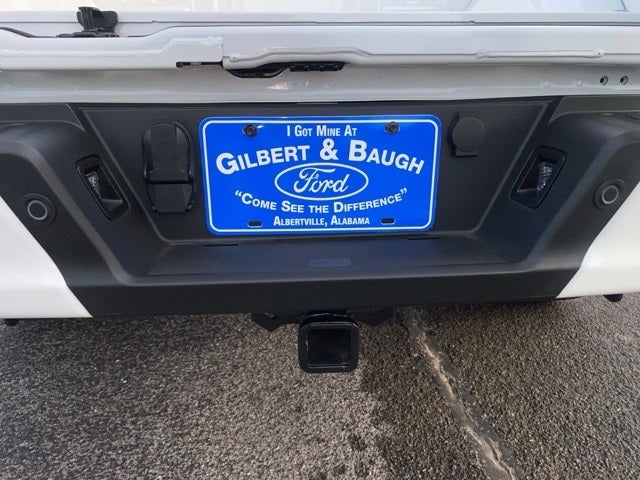 I Got Mine At
Gilbert & Baugh
Ford
"Come See the Difference"
Albertville, Alabama